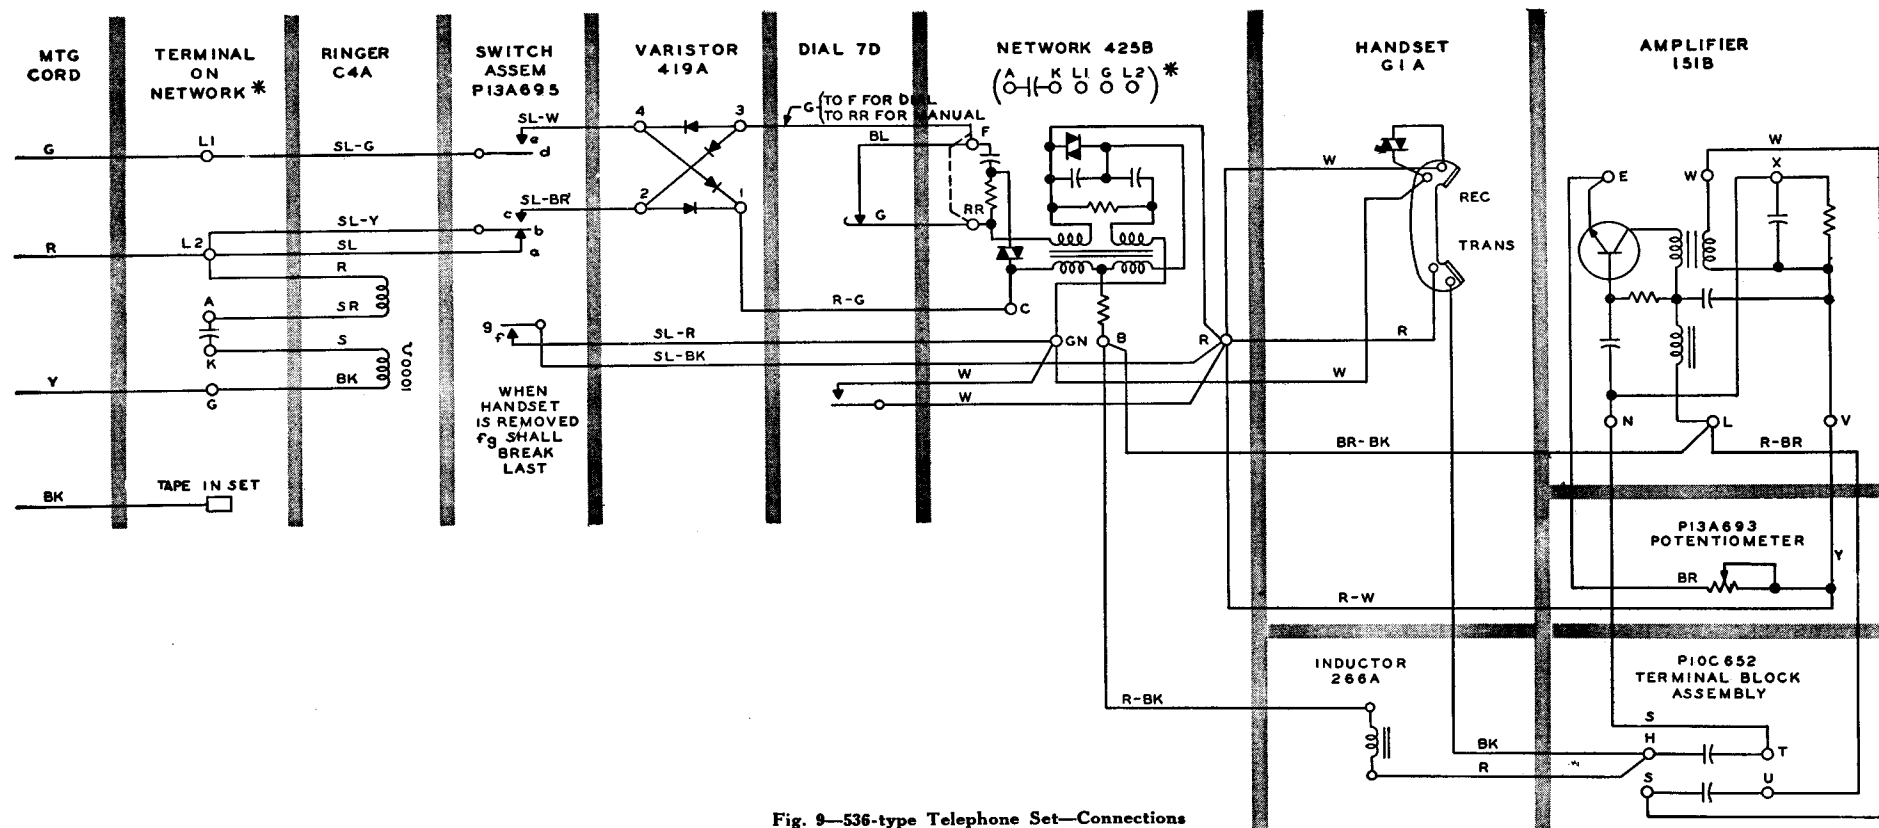 MTG
CORD
TERMINAL
ON
NETWORK *
RINGER
C4A
SWITCH
ASSEM
P13A695
VARISTOR
419A
DIAL 7D
NETWORK 425B
(A K L1 G L2)*
HANDSET
G1A
AMPLIFIER
151B
G
L1
SL-G
SL-W
e
d
4
3
G
TO F FOR DIAL
TO RR FOR MANUAL
BL
F
W
REC
E
W
W
X
R
L2
SL-Y
SL
SL-BR
c
b
a
2
1
G
RR
TRANS
R
A
SR
R-G
C
S
K
100Ω
g
f
SL-R
SL-BK
GN
B
R
R
Y
G
BK
W
W
W
WHEN
HANDSET
IS REMOVED
fg SHALL
BREAK
LAST
N
L
V
BR-BK
R-BR
BK
TAPE IN SET
P13A693
POTENTIOMETER
Y
BR
R-W
INDUCTOR
266A
P10C652
TERMINAL BLOCK
ASSEMBLY
R-BK
S
BK
H
T
R
S
U
Fig. 9—536-type Telephone Set—Connections